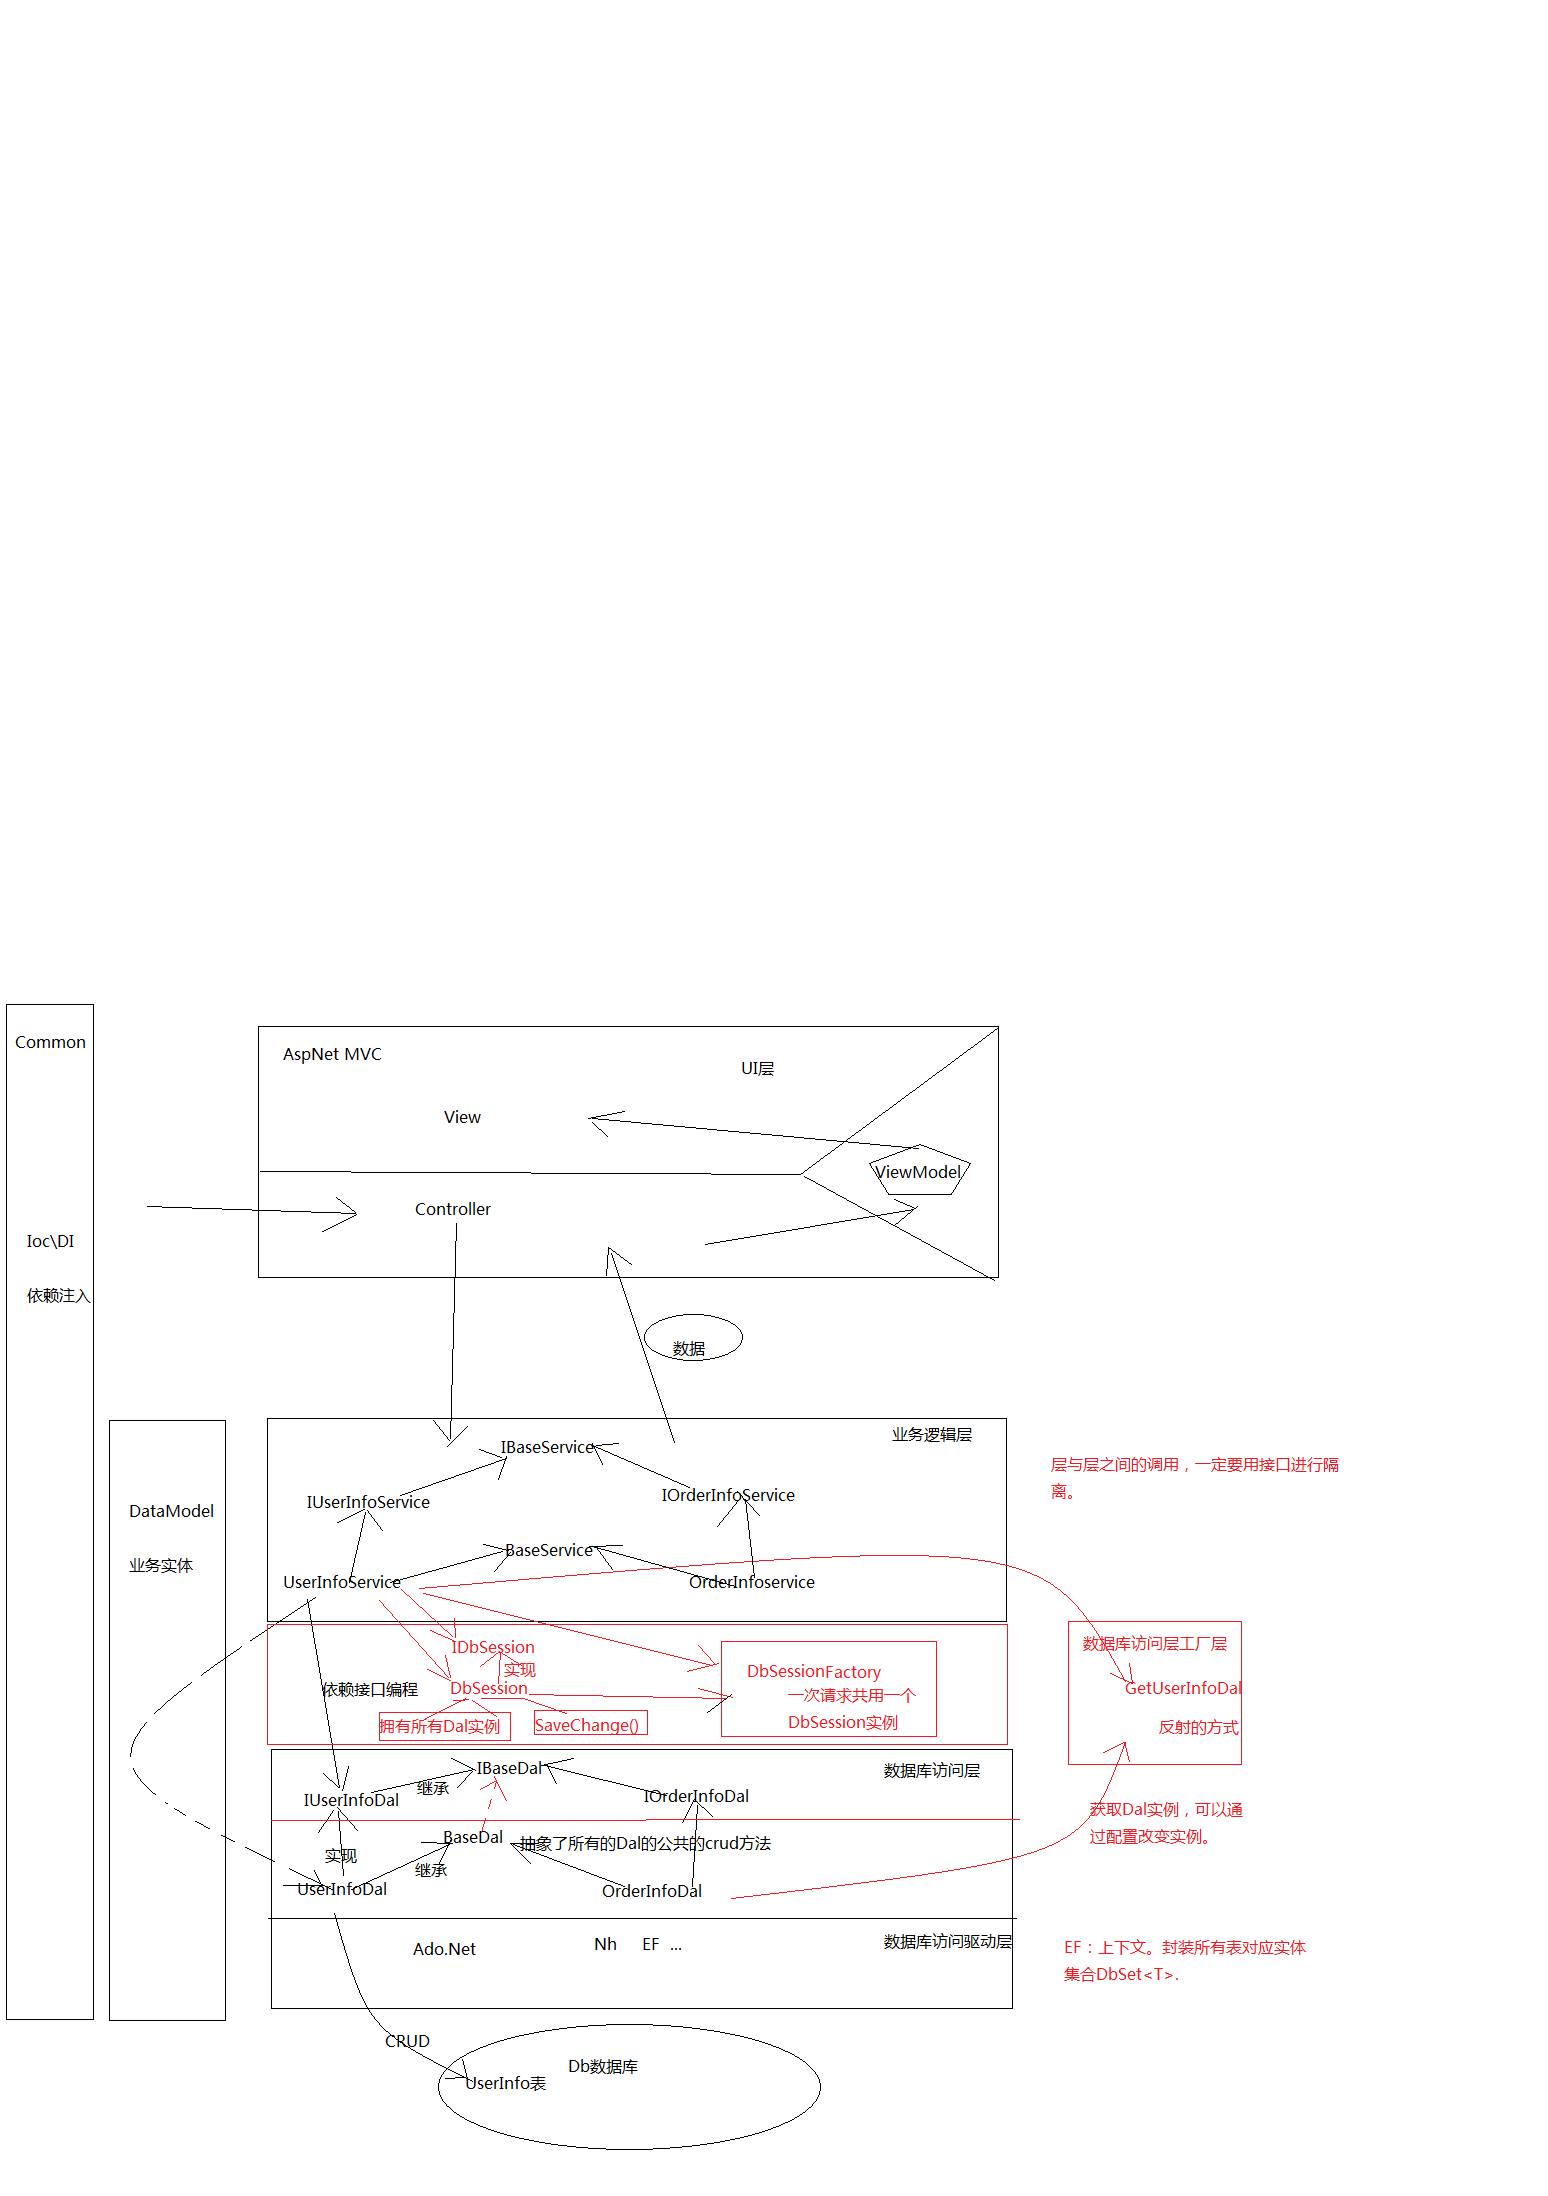 Common
Ioc\DI
依赖注入
DataModel
业务实体
AspNet MVC
UI层
View
ViewModel
Controller
数据
业务逻辑层
IBaseService
IUserInfoService
IOrderInfoService
BaseService
UserInfoService
OrderInfoservice
层与层之间的调用，一定要用接口进行隔
离。
IDbSession
实现
依赖接口编程
DbSession
拥有所有Dal实例
SaveChange()
DbSessionFactory
一次请求共用一个
DbSession实例
数据库访问层工厂层
GetUserInfoDal
反射的方式
获取Dal实例，可以通
过配置改变实例。
IBaseDal
数据库访问层
继承
IUserInfoDal
IOrderInfoDal
BaseDal
抽象了所有的Dal的公共的crud方法
实现
继承
UserInfoDal
OrderInfoDal
Ado.Net
Nh
EF ...
数据库访问驱动层
EF：上下文。封装所有表对应实体
集合DbSet<T>.
CRUD
Db数据库
UserInfo表